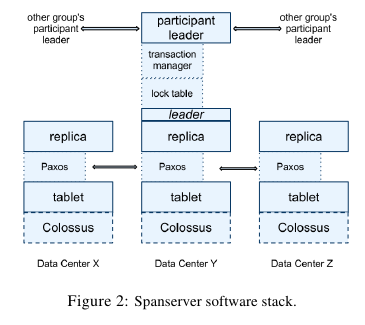 other group's
participant
leader
participant
leader
other group's
participant
leader
transaction
manager
lock table
leader
replica
replica
replica
Paxos
Paxos
Paxos
tablet
tablet
tablet
Colossus
Colossus
Colossus
Data Center X
Data Center Y
Data Center Z
Figure 2: Spanserver software stack.